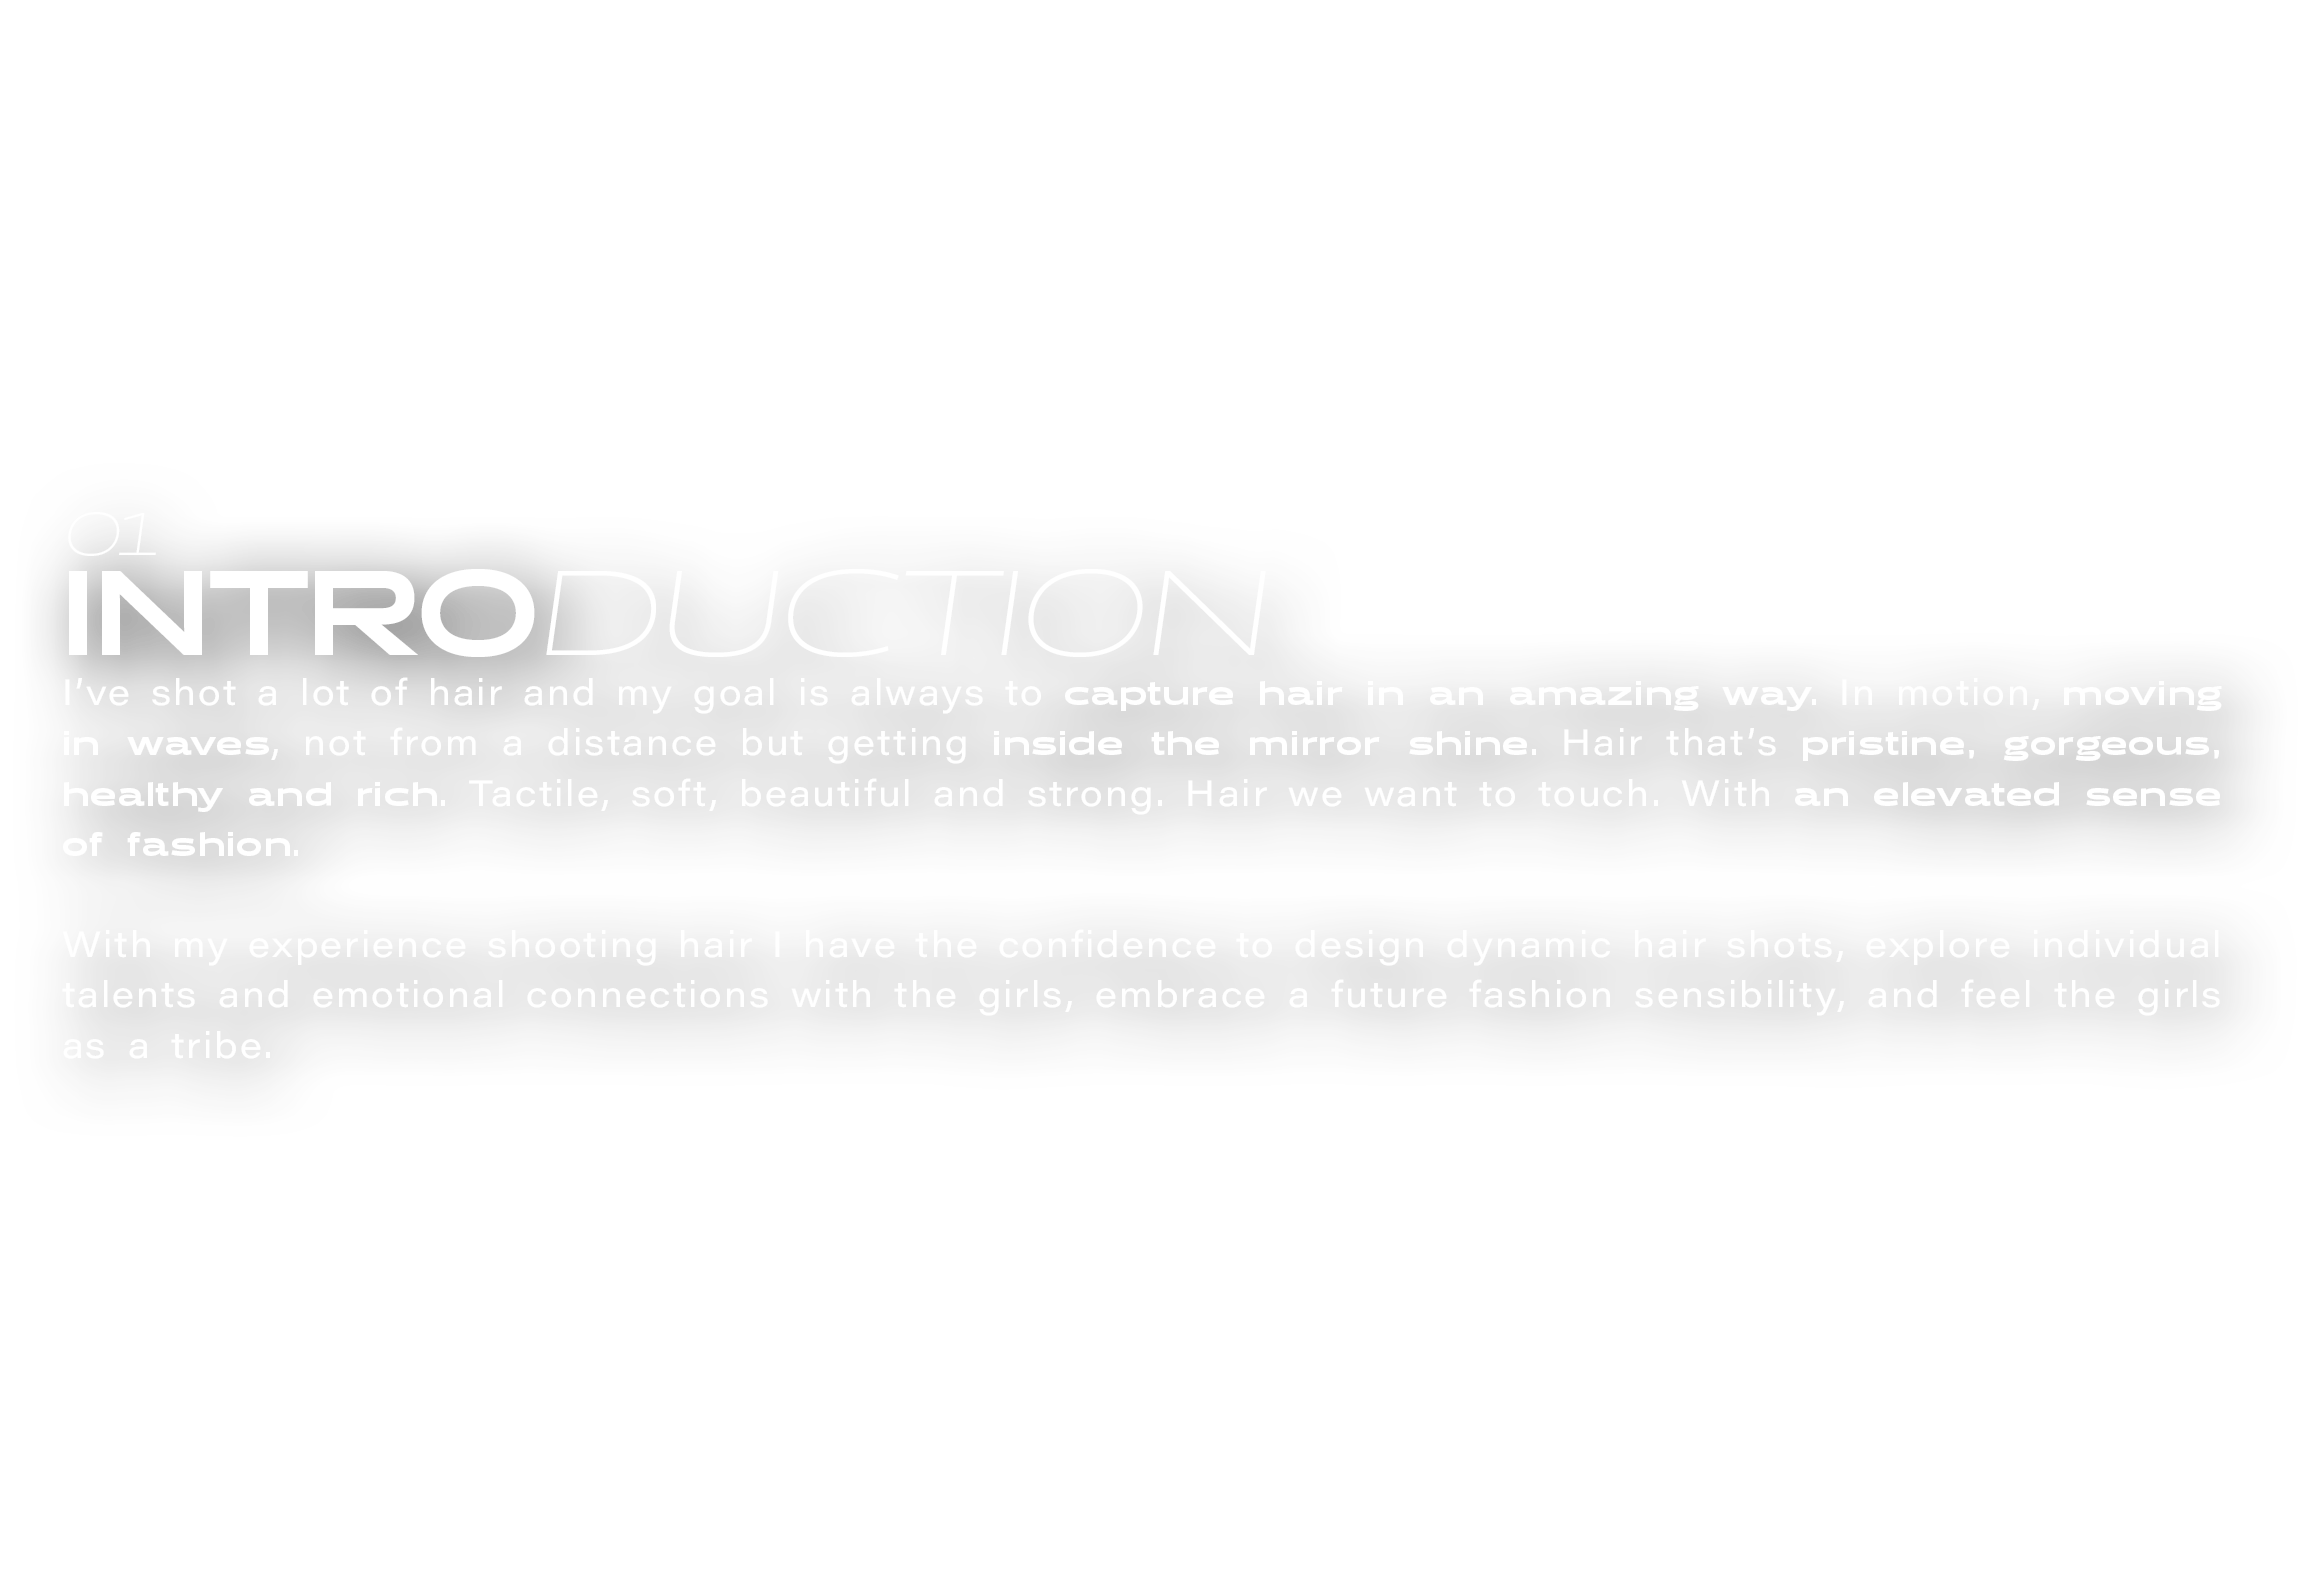 01
INTRODUCTION
I’ve shot a lot of hair and my goal is always to capture hair in an amazing way. In motion, moving
in waves, not from a distance but getting inside the mirror shine. Hair that’s pristine, gorgeous,
healthy and rich. Tactile, soft, beautiful and strong. Hair we want to touch. With an elevated sense
of fashion.
With my experience shooting hair I have the confidence to design dynamic hair shots, explore individual
talents and emotional connections with the girls, embrace a future fashion sensibility, and feel the girls
as a tribe.